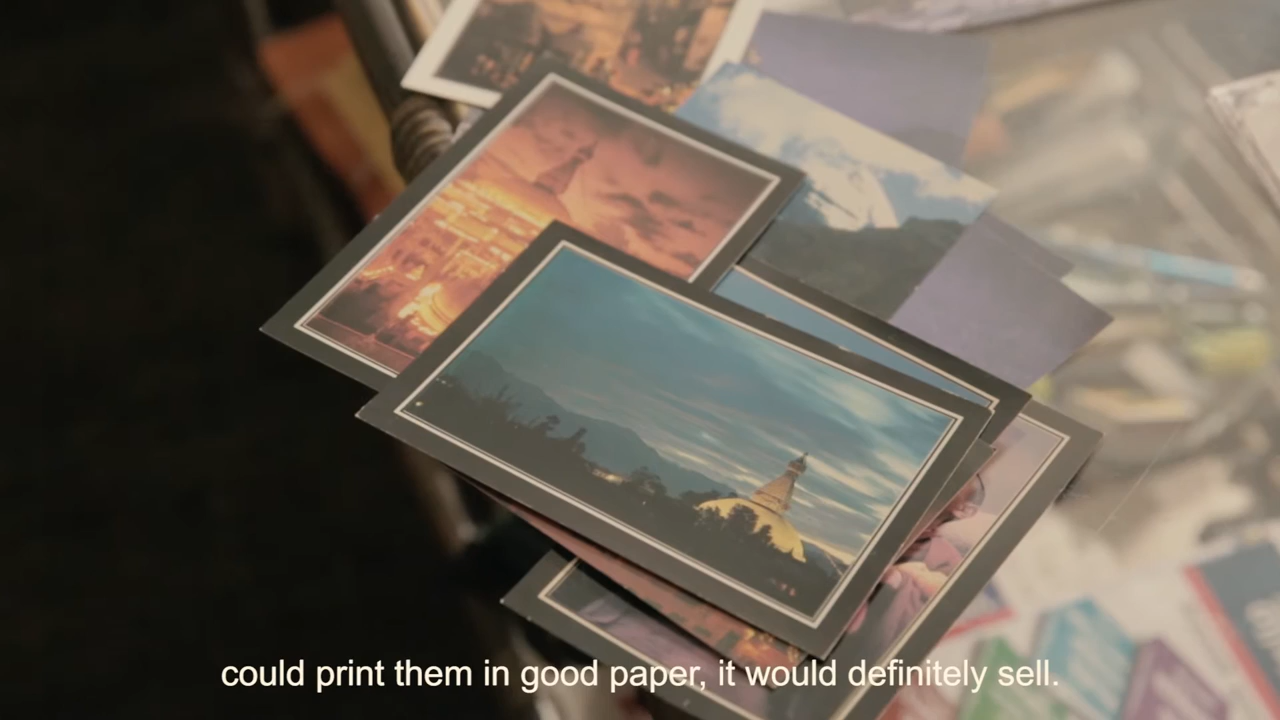 could print them in good paper, it would definitely sell.